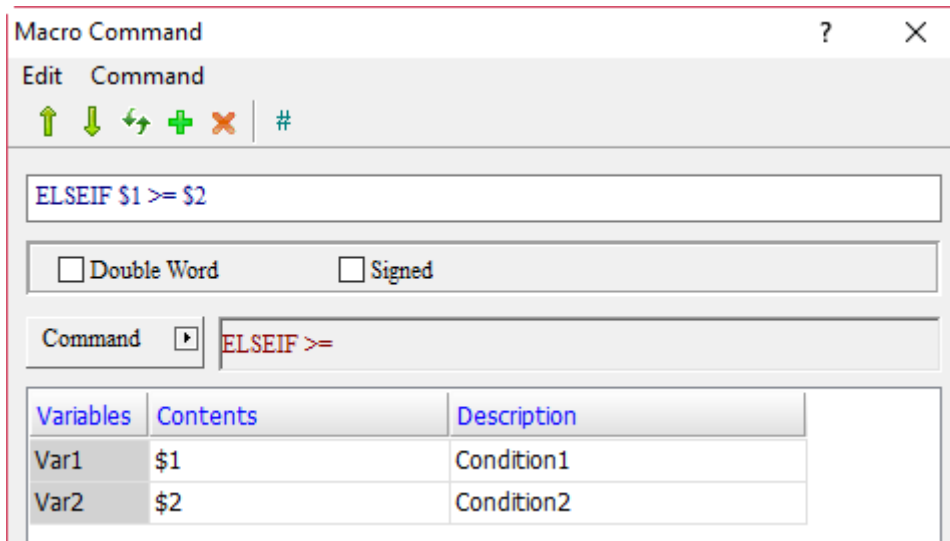 Macro Command ?
Edit Command
#
ELSEIF $1 >= $2
Double Word Signed
Command ELSEIF >=
Variables Contents Description
Var1 $1 Condition1
Var2 $2 Condition2